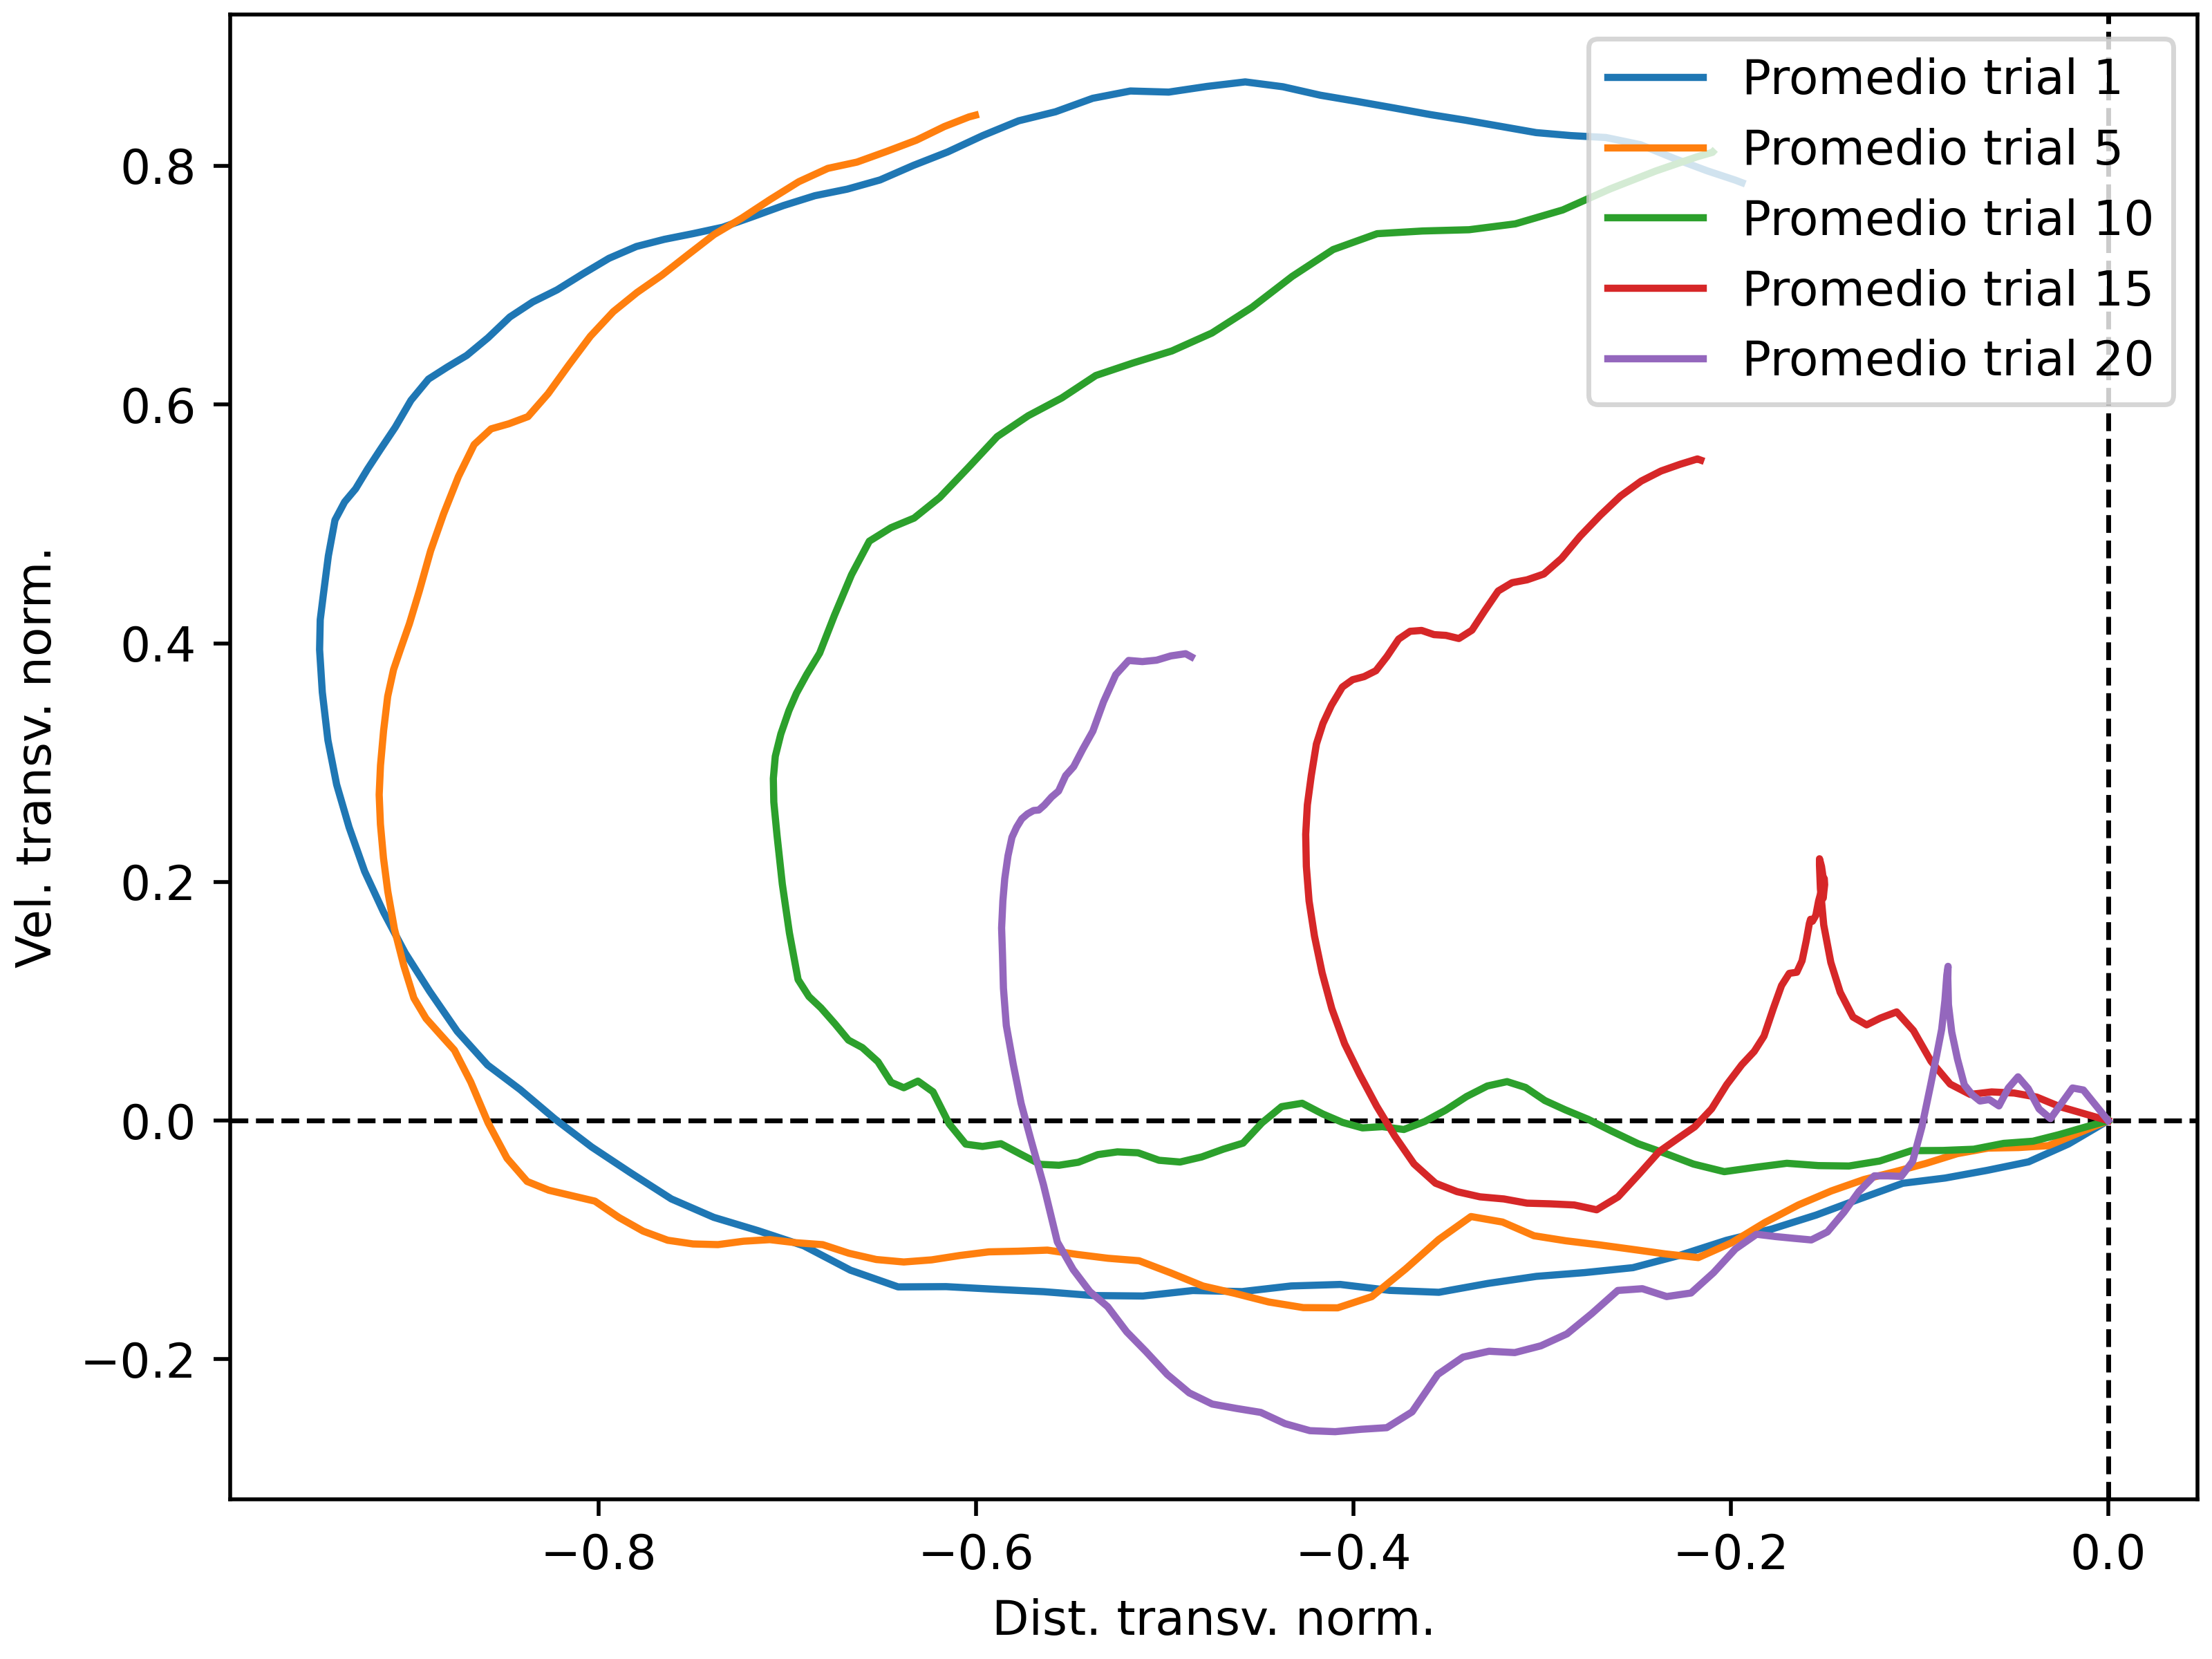 Promedio trial 1
Promedio trial 5
Promedio trial 10
Promedio trial 15
Promedio trial 20
Vel. transv. norm.
0.8
0.6
0.4
0.2
0.0
−0.2
−0.8
−0.6
−0.4
−0.2
0.0
Dist. transv. norm.